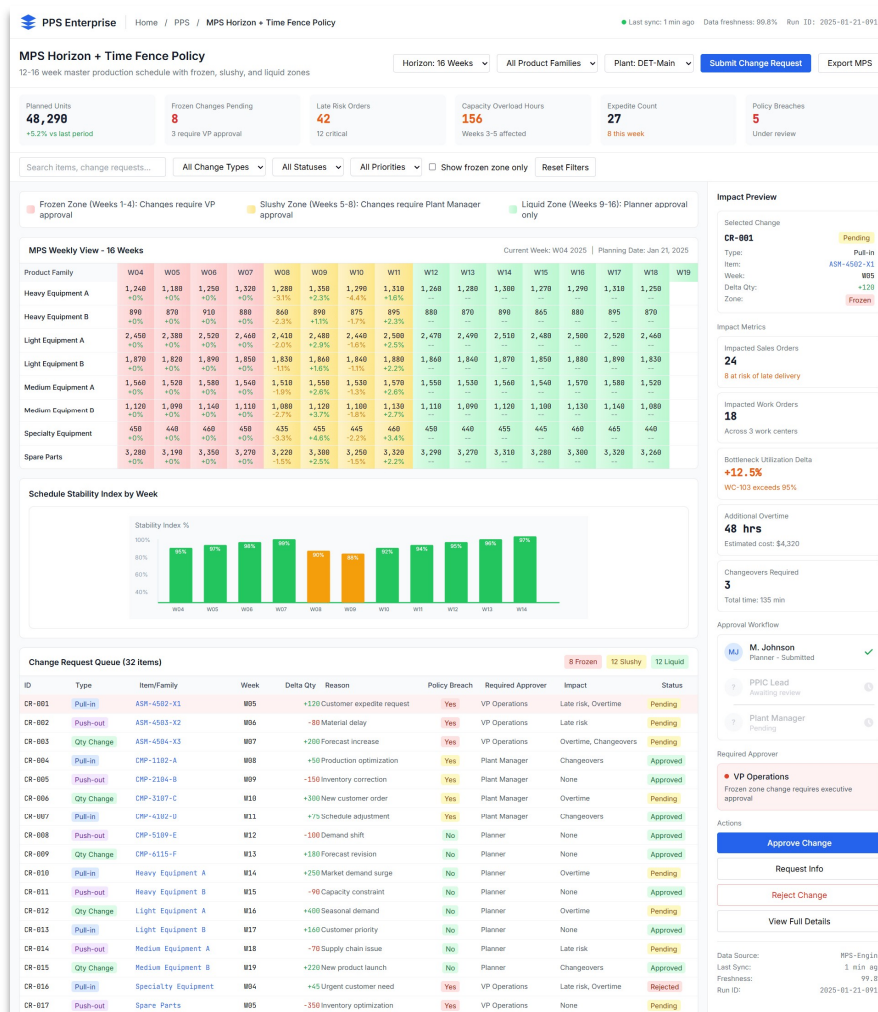 PPS Enterprise Home / PPS / MPS Horizon + Time Fence Policy Last sync: 1 min ago Data freshness: 99.8% Run ID: 2025-01-21-091
MPS Horizon + Time Fence Policy
12-16 week master production schedule with frozen, slushy, and liquid zones
Horizon: 16 Weeks All Product Families Plant: DET-Main Submit Change Request Export MPS
Planned Units
48,290
+5.2% vs last period
Frozen Changes Pending
8
3 require VP approval
Late Risk Orders
42
12 critical
Capacity Overload Hours
156
Weeks 3-5 affected
Expedite Count
27
8 this week
Policy Breaches
5
Under review
Search items, change requests... All Change Types All Statuses All Priorities Show frozen zone only Reset Filters
Frozen Zone (Weeks 1-4): Changes require VP
approval
Slushy Zone (Weeks 5-8): Changes require Plant Manager
approval
Liquid Zone (Weeks 9-16): Planner approval
only
MPS Weekly View - 16 Weeks Current Week: W04 2025 | Planning Date: Jan 21, 2025
Product Family W04 W05 W06 W07 W08 W09 W10 W11 W12 W13 W14 W15 W16 W17 W18 W19
Heavy Equipment A 1,240 1,180 1,250 1,320 1,280 1,350 1,290 1,310 1,260 1,280 1,300 1,270 1,290 1,310 1,250
+0% +0% +0% +0% -3.1% +2.3% -4.4% +1.6% -- -- -- -- -- -- --
Heavy Equipment B 890 870 910 880 860 890 875 895 880 870 890 865 880 895 870
+0% +0% +0% +0% -2.3% +1.1% -1.7% +2.3% -- -- -- -- -- -- --
Light Equipment A 2,450 2,380 2,520 2,460 2,410 2,480 2,440 2,500 2,470 2,490 2,510 2,480 2,500 2,520 2,460
+0% +0% +0% +0% -2.0% +2.9% -1.6% +2.5% -- -- -- -- -- -- --
Light Equipment B 1,870 1,820 1,890 1,850 1,830 1,860 1,840 1,880 1,860 1,840 1,870 1,850 1,880 1,890 1,830
+0% +0% +0% +0% -1.1% +1.6% -1.1% +2.2% -- -- -- -- -- -- --
Medium Equipment A 1,560 1,520 1,580 1,540 1,510 1,550 1,530 1,570 1,550 1,530 1,560 1,540 1,570 1,580 1,520
+0% +0% +0% +0% -1.9% +2.6% -1.3% +2.6% -- -- -- -- -- -- --
Medium Equipment B 1,120 1,090 1,140 1,110 1,080 1,120 1,100 1,130 1,110 1,090 1,120 1,100 1,130 1,140 1,080
+0% +0% +0% +0% -2.7% +3.7% -1.8% +2.7% -- -- -- -- -- -- --
Specialty Equipment 450 440 460 450 435 455 445 460 450 440 455 445 460 465 440
+0% +0% +0% +0% -3.3% +4.6% -2.2% +3.4% -- -- -- -- -- -- --
Spare Parts 3,280 3,190 3,350 3,270 3,220 3,300 3,250 3,320 3,290 3,270 3,310 3,280 3,300 3,320 3,260
+0% +0% +0% +0% -1.5% +2.5% -1.5% +2.2% -- -- -- -- -- -- --
Schedule Stability Index by Week
Stability Index %
100%
80%
60%
40%
95% 97% 98% 99% 90% 88% 92% 94% 95% 96% 97%
W04 W05 W06 W07 W08 W09 W10 W11 W12 W13 W14
Change Request Queue (32 items) 8 Frozen 12 Slushy 12 Liquid
ID Type Item/Family Week Delta Qty Reason Policy Breach Required Approver Impact Status
CR-001 Pull-in ASM-4502-X1 W05 +120 Customer expedite request Yes VP Operations Late risk, Overtime Pending
CR-002 Push-out ASM-4503-X2 W06 -80 Material delay Yes VP Operations Late risk Pending
CR-003 Qty Change ASM-4504-X3 W07 +200 Forecast increase Yes VP Operations Overtime, Changeovers Pending
CR-004 Pull-in CMP-1102-A W08 +50 Production optimization Yes Plant Manager Changeovers Approved
CR-005 Push-out CMP-2104-B W09 -150 Inventory correction Yes Plant Manager None Approved
CR-006 Qty Change CMP-3107-C W10 +300 New customer order Yes Plant Manager Overtime Pending
CR-007 Pull-in CMP-4102-D W11 +75 Schedule adjustment Yes Plant Manager Changeovers Approved
CR-008 Push-out CMP-5109-E W12 -100 Demand shift No Planner None Approved
CR-009 Qty Change CMP-6115-F W13 +180 Forecast revision No Planner None Approved
CR-010 Pull-in Heavy Equipment A W14 +250 Market demand surge No Planner Overtime Pending
CR-011 Push-out Heavy Equipment B W15 -90 Capacity constraint No Planner None Approved
CR-012 Qty Change Light Equipment A W16 +400 Seasonal demand No Planner Overtime Pending
CR-013 Pull-in Light Equipment B W17 +160 Customer priority No Planner None Approved
CR-014 Push-out Medium Equipment A W18 -70 Supply chain issue No Planner Late risk Pending
CR-015 Qty Change Medium Equipment B W19 +220 New product launch No Planner Changeovers Approved
CR-016 Pull-in Specialty Equipment W04 +45 Urgent customer need Yes VP Operations Late risk, Overtime Rejected
CR-017 Push-out Spare Parts W05 -350 Inventory optimization Yes VP Operations None Pending
Impact Preview
Selected Change
CR-001 Pending
Type: Pull-in
Item: ASM-4502-X1
Week: W05
Delta Qty: +120
Zone: Frozen
Impact Metrics
Impacted Sales Orders
24
8 at risk of late delivery
Impacted Work Orders
18
Across 3 work centers
Bottleneck Utilization Delta
+12.5%
WC-103 exceeds 95%
Additional Overtime
48 hrs
Estimated cost: $4,320
Changeovers Required
3
Total time: 135 min
Approval Workflow
MJ M. Johnson
Planner - Submitted
? PPIC Lead
Awaiting review
? Plant Manager
Pending
Required Approver
VP Operations
Frozen zone change requires executive
approval
Actions
Approve Change
Request Info
Reject Change
View Full Details
Data Source: MPS-Engin
Last Sync: 1 min ag
Freshness: 99.8
Run ID: 2025-01-21-091